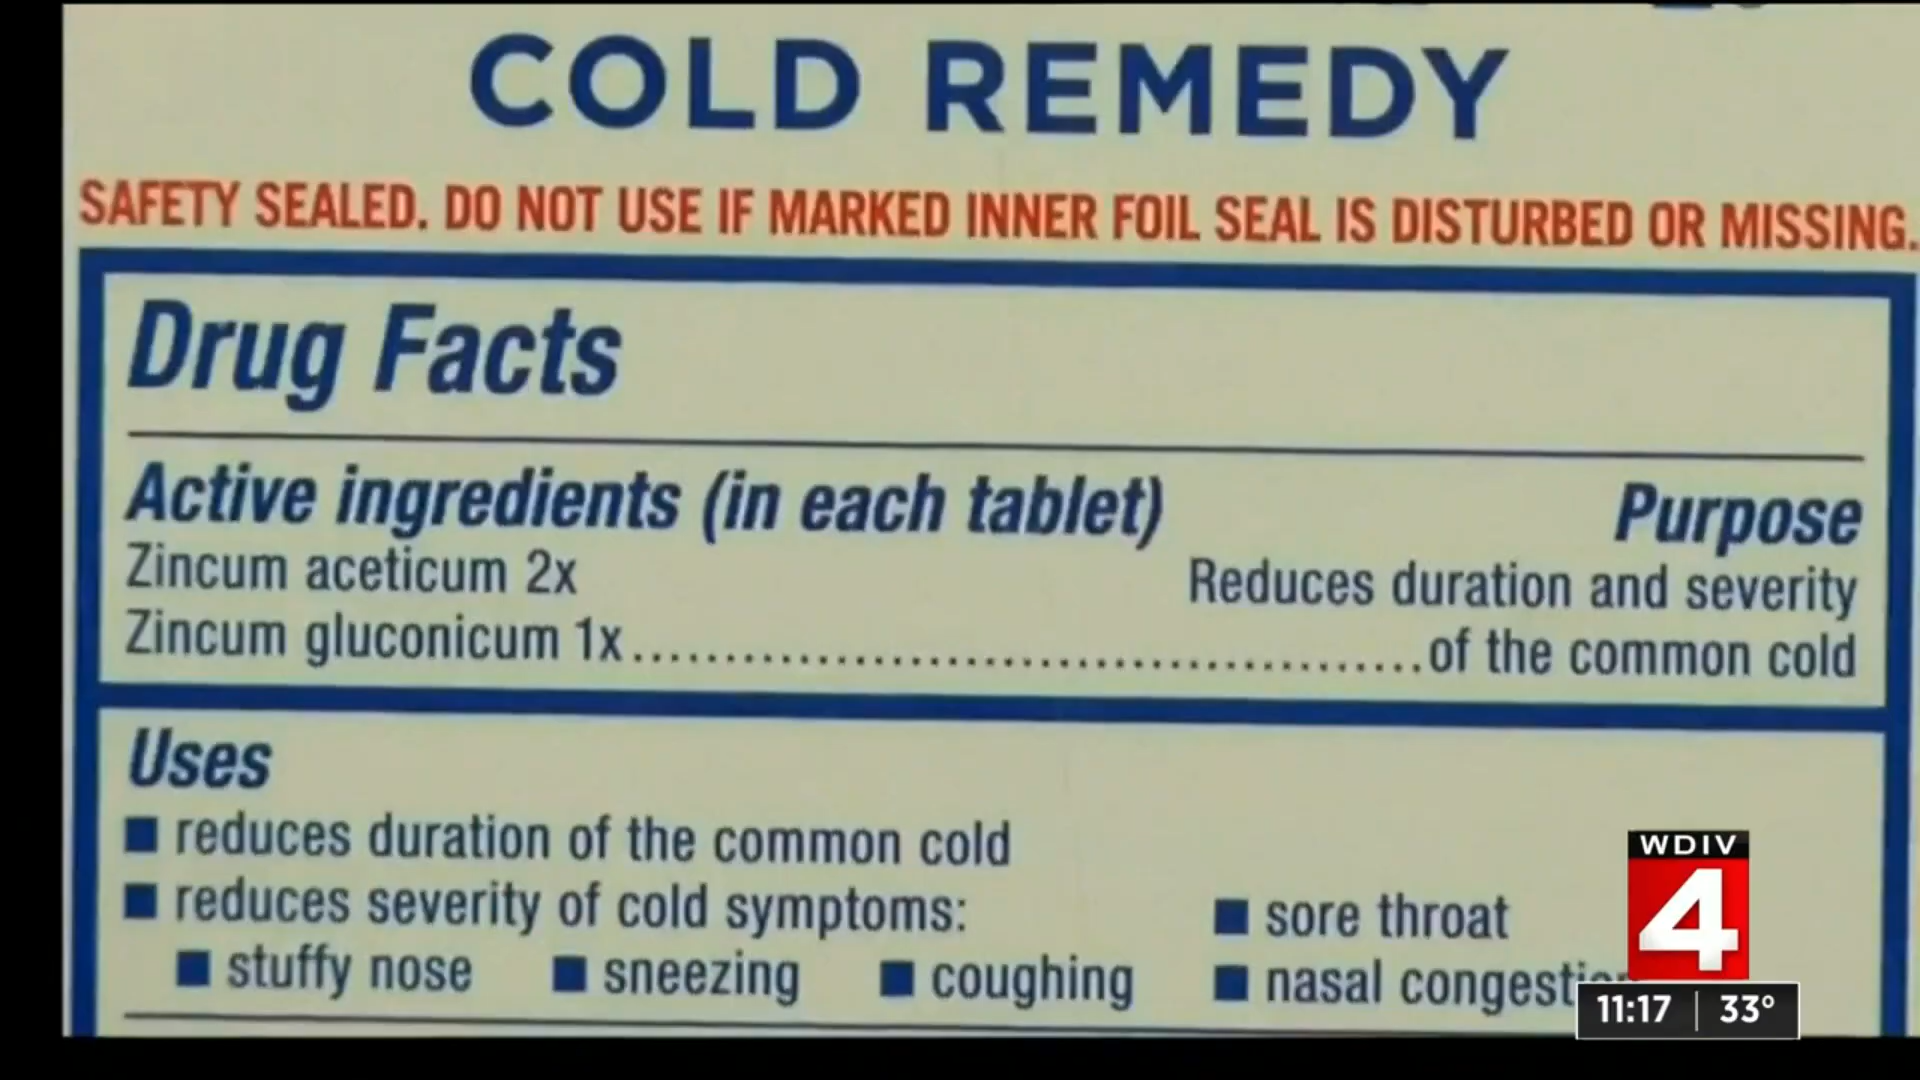 COLD REMEDY
SAFETY SEALED. DO NOT USE IF MARKED INNER FOIL SEAL IS DISTURBED OR MISSING.
Drug Facts
Active ingredients (in each tablet) Purpose
Zincum aceticum 2x Reduces duration and severity
Zincum gluconicum 1x........................................of the common cold
Uses
■ reduces duration of the common cold
■ reduces severity of cold symptoms: ■ sore throat
■ stuffy nose ■ sneezing ■ coughing ■ nasal
WDIV
4
11:17 | 33°